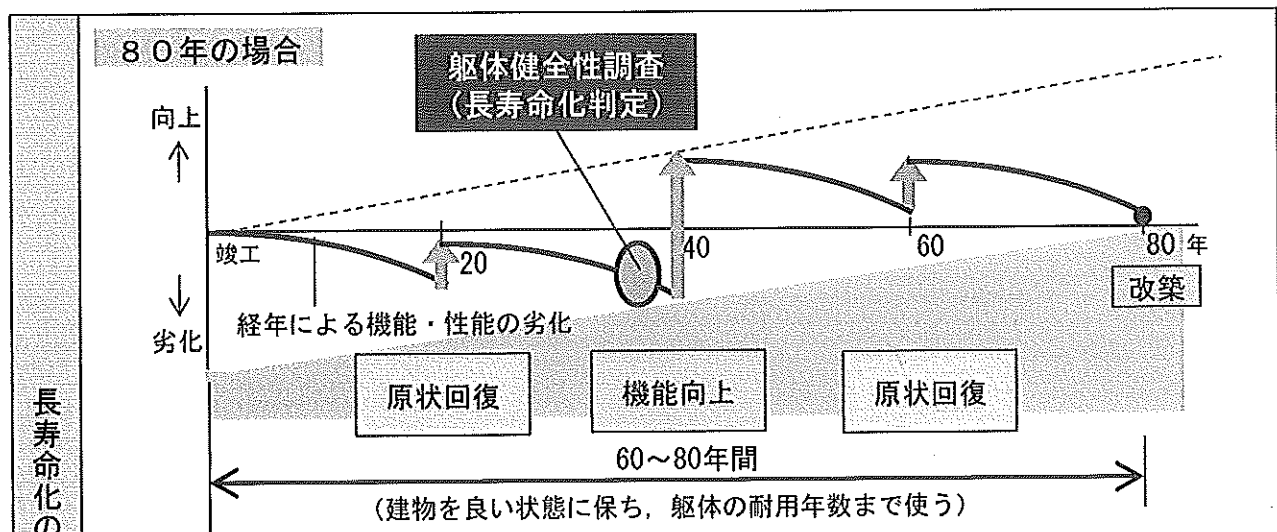 80年の場合
躯体健全性調査
(長寿命化判定)
向上
竣工
20
40
60
80 年
改築
経年による機能・性能の劣化
劣化
原状回復
機能向上
原状回復
60～80年間
(建物を良い状態に保ち，躯体の耐用年数まで使う)
長寿命化の